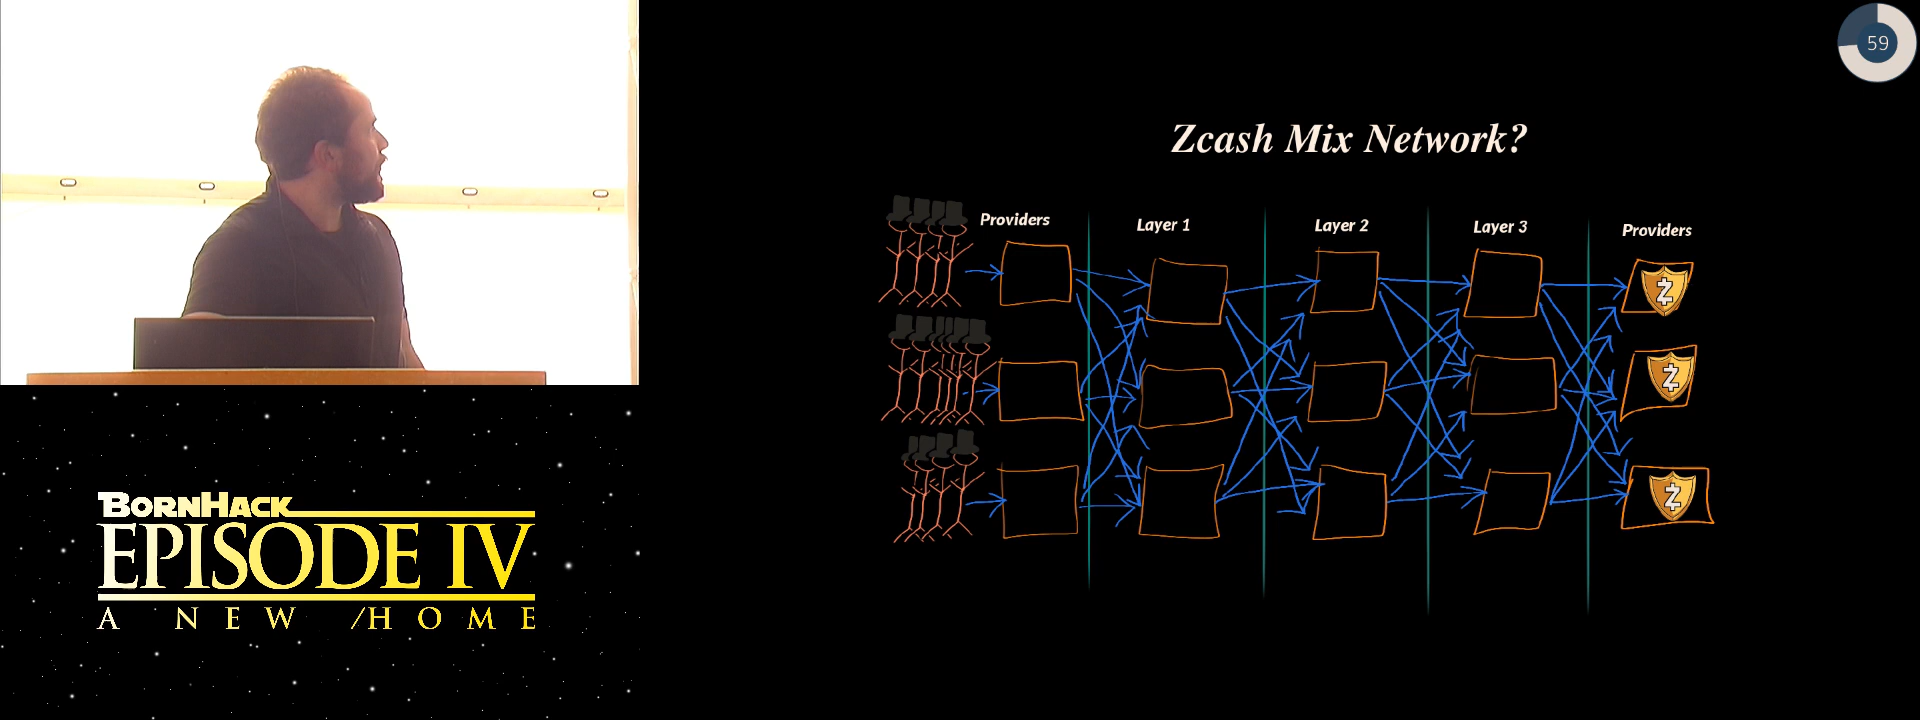 59
Zcash Mix Network?
Providers
Layer 1
Layer 2
Layer 3
Providers
BORNHACK
EPISODE IV
A NEW /HOME